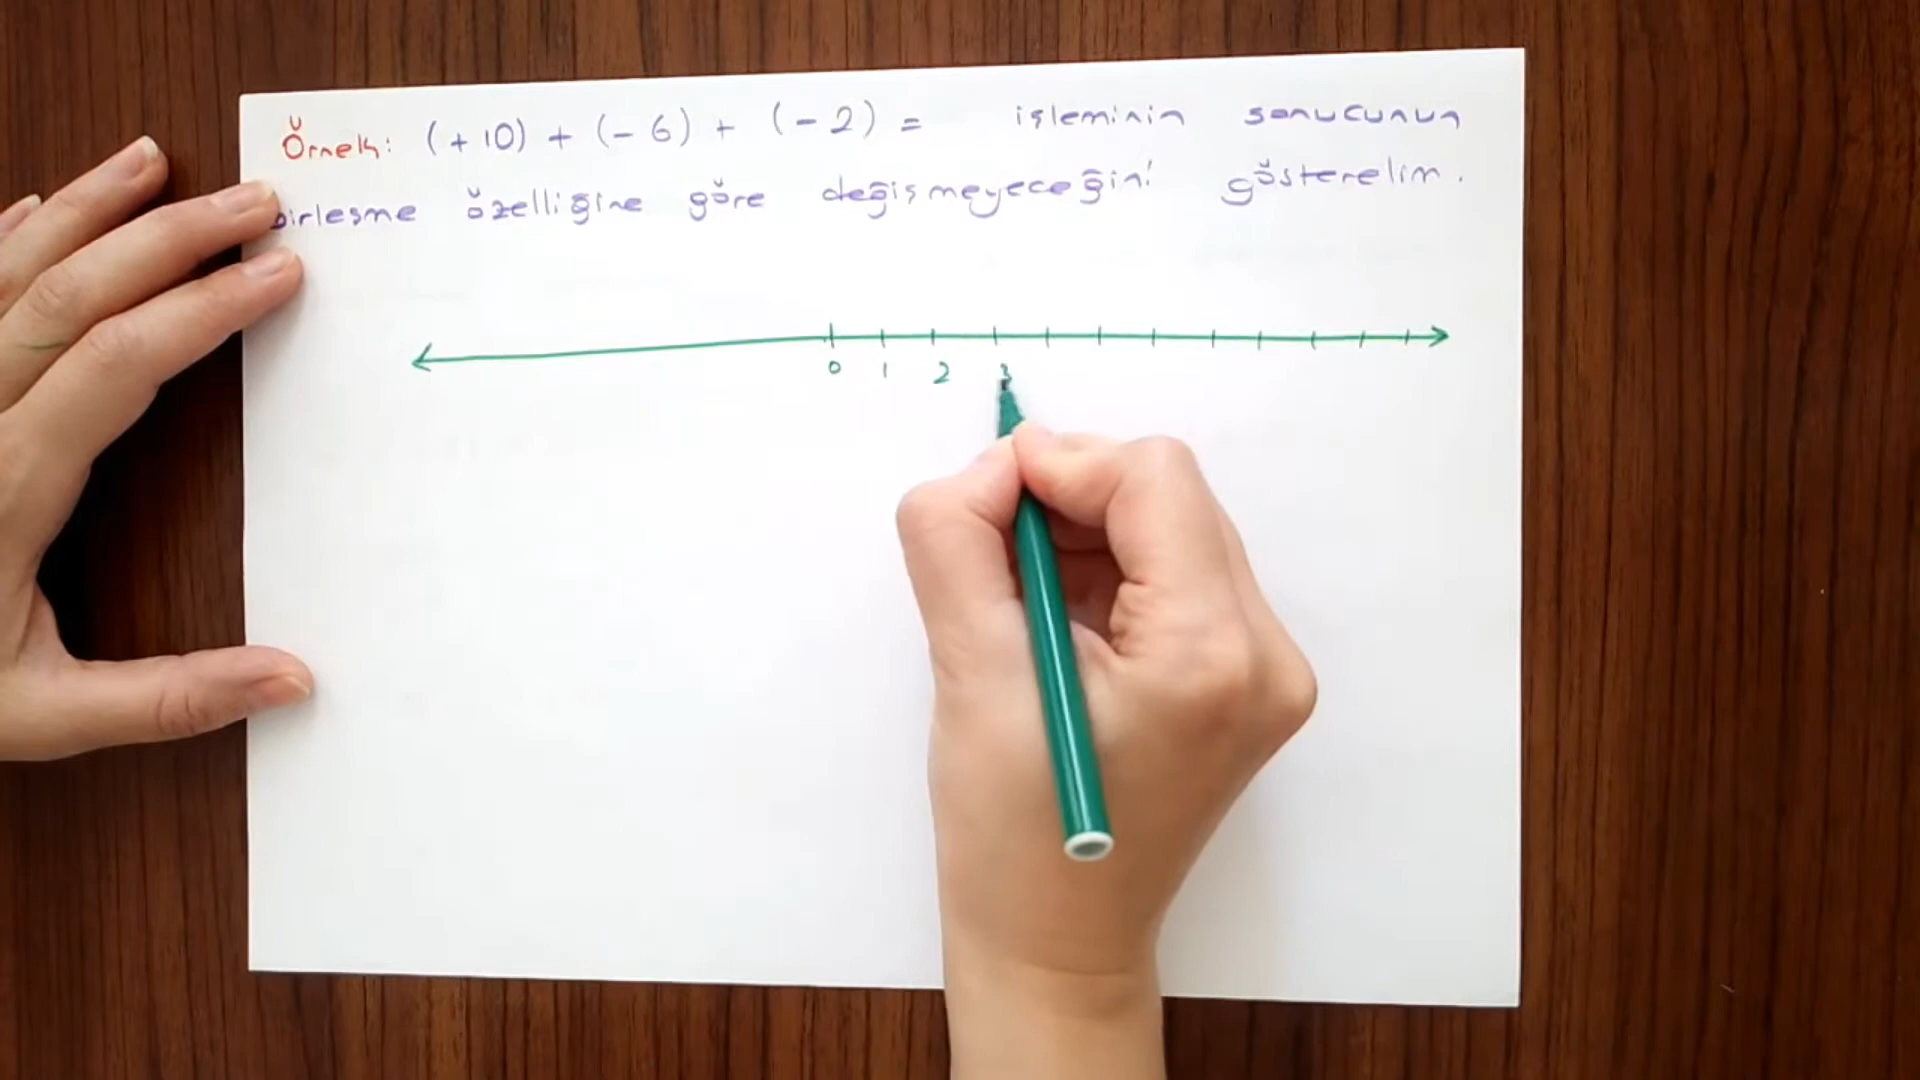 Örnek: (+10) + (-6) + (-2) = işleminin sonucunun
birleşme özelliğine göre değişmeyeceğini gösterelim.
0 1 2 3